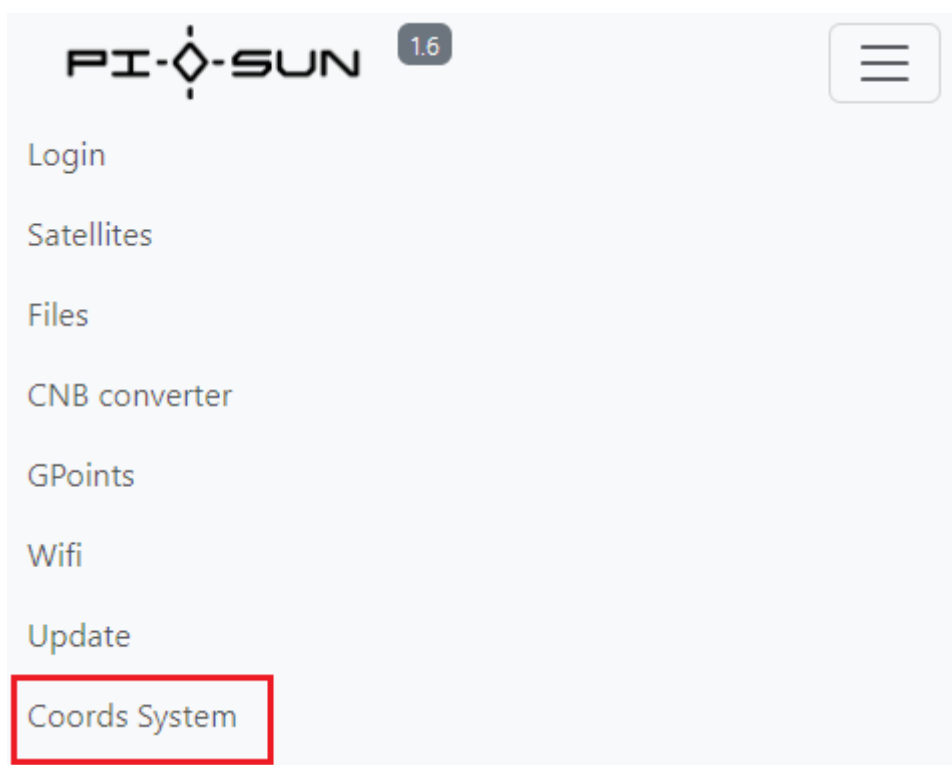 PI-O-SUN 1.6
Login
Satellites
Files
CNB converter
GPoints
Wifi
Update
Coords System